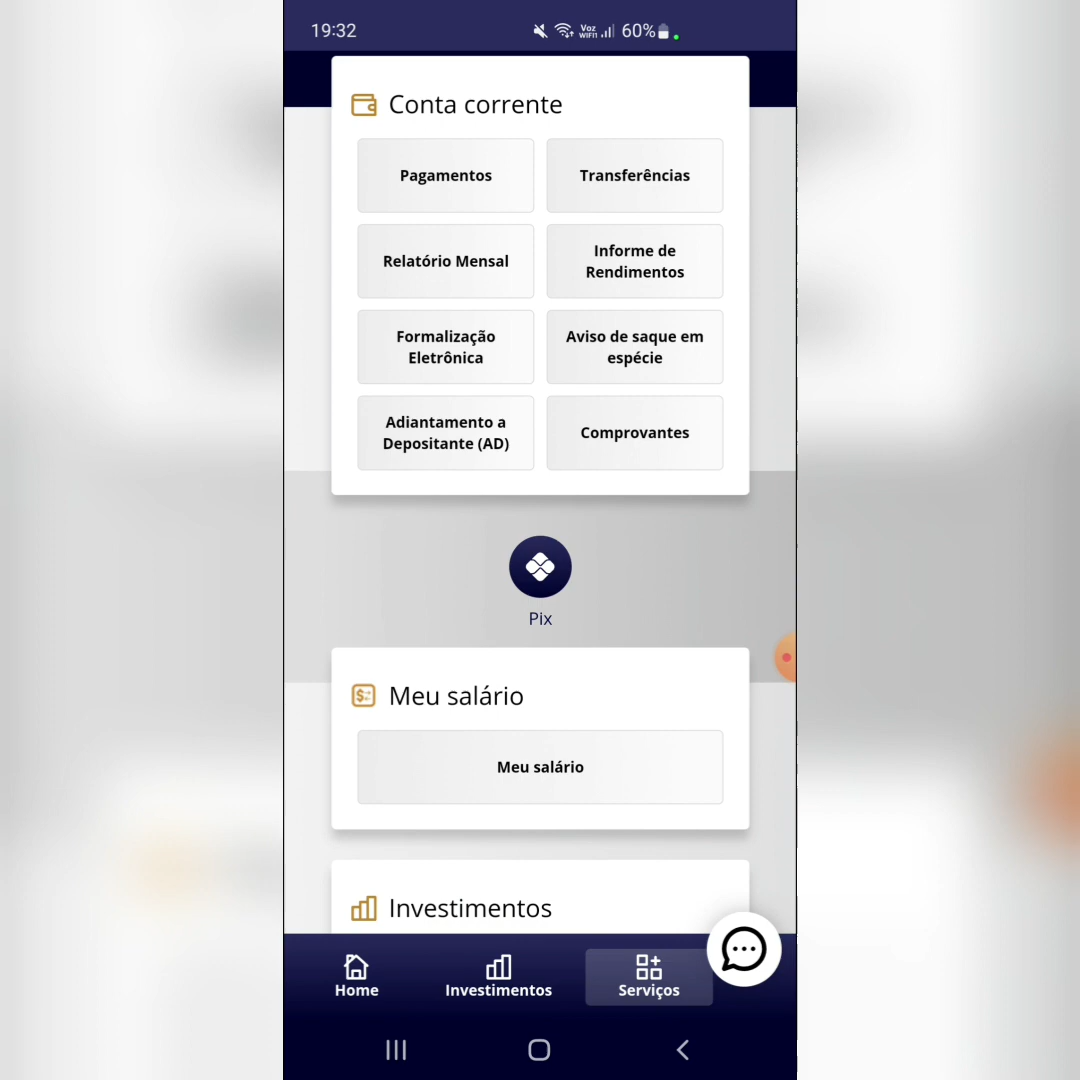 19:32
Voz
WiFi1
60%
Conta corrente
Pagamentos
Transferências
Relatório Mensal
Informe de
Rendimentos
Formalização
Eletrônica
Aviso de saque em
espécie
Adiantamento a
Depositante (AD)
Comprovantes
Pix
Meu salário
Meu salário
Investimentos
Home
Investimentos
Serviços